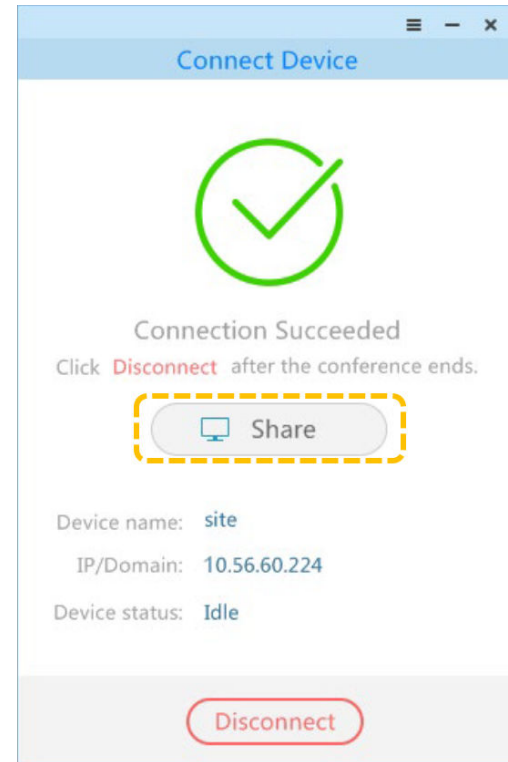 Connect Device
Connection Succeeded
Click Disconnect after the conference ends.
Share
Device name: site
IP/Domain: 10.56.60.224
Device status: Idle
Disconnect